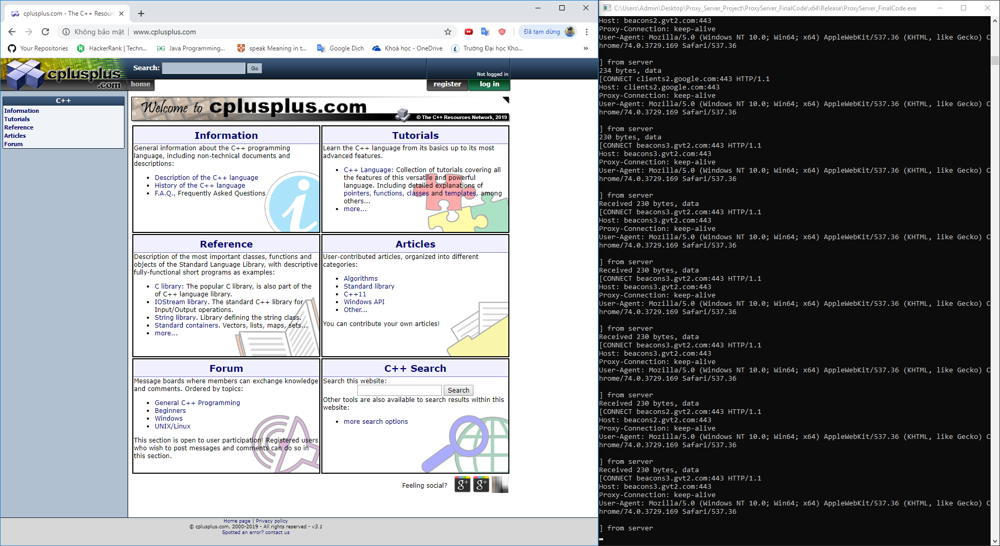 cplusplus.com - The C++ Resourc
Không bảo mật
www.cplusplus.com
Đã tạm dừng
Your Repositories
HackerRank | Techn...
Java Programming...
speak Meaning in t...
Google Dịch
Khoá học - OneDrive
Trường Đại học Kho...
»
cplusplus
.com
Search:
Go
Not logged in
home
register
log in
C++
Information
Tutorials
Reference
Articles
Forum
Welcome to cplusplus.com
© The C++ Resources Network, 2019
Information
General information about the C++ programming
language, including non-technical documents and
descriptions:
Description of the C++ language
History of the C++ language
F.A.Q., Frequently Asked Questions
Tutorials
Learn the C++ language from its basics up to its most
advanced features.
C++ Language: Collection of tutorials covering all
the features of this versatile and powerful
language. Including detailed explanations of
pointers, functions, classes and templates, among
others...
more...
Reference
Description of the most important classes, functions and
objects of the Standard Language Library, with descriptive
fully-functional short programs as examples:
C library: The popular C library, is also part of the
of C++ language library.
IOStream library. The standard C++ library for
Input/Output operations.
String library. Library defining the string class.
Standard containers. Vectors, lists, maps, sets...
more...
Articles
User-contributed articles, organized into different
categories:
Algorithms
Standard library
C++11
Windows API
Other...
You can contribute your own articles!
Forum
Message boards where members can exchange knowledge
and comments. Ordered by topics:
General C++ Programming
Beginners
Windows
UNIX/Linux
This section is open to user participation! Registered users
who wish to post messages and comments can do so in
this section.
C++ Search
Search this website:
Search
Other tools are also available to search results within this
website:
more search options
Feeling social?
g+
g+
Home page | Privacy policy
© cplusplus.com, 2000-2019 - All rights reserved - v3.1
Spotted an error? contact us
C:\Users\Admin\Desktop\Proxy_Server_Project\ProxyServer_FinalCode\x64\Release\ProxyServer_FinalCode.exe
Host: beacons2.gvt2.com:443
Proxy-Connection: keep-alive
User-Agent: Mozilla/5.0 (Windows NT 10.0; Win64; x64) AppleWebKit/537.36 (KHTML, like Gecko) C
hrome/74.0.3729.169 Safari/537.36
] from server
234 bytes, data
[CONNECT clients2.google.com:443 HTTP/1.1
Host: clients2.google.com:443
Proxy-Connection: keep-alive
User-Agent: Mozilla/5.0 (Windows NT 10.0; Win64; x64) AppleWebKit/537.36 (KHTML, like Gecko) C
hrome/74.0.3729.169 Safari/537.36
] from server
230 bytes, data
[CONNECT beacons3.gvt2.com:443 HTTP/1.1
Host: beacons3.gvt2.com:443
Proxy-Connection: keep-alive
User-Agent: Mozilla/5.0 (Windows NT 10.0; Win64; x64) AppleWebKit/537.36 (KHTML, like Gecko) C
hrome/74.0.3729.169 Safari/537.36
] from server
Received 230 bytes, data
[CONNECT beacons3.gvt2.com:443 HTTP/1.1
Host: beacons3.gvt2.com:443
Proxy-Connection: keep-alive
User-Agent: Mozilla/5.0 (Windows NT 10.0; Win64; x64) AppleWebKit/537.36 (KHTML, like Gecko) C
hrome/74.0.3729.169 Safari/537.36
] from server
Received 230 bytes, data
[CONNECT beacons3.gvt2.com:443 HTTP/1.1
Host: beacons3.gvt2.com:443
Proxy-Connection: keep-alive
User-Agent: Mozilla/5.0 (Windows NT 10.0; Win64; x64) AppleWebKit/537.36 (KHTML, like Gecko) C
hrome/74.0.3729.169 Safari/537.36
] from server
Received 230 bytes, data
[CONNECT beacons3.gvt2.com:443 HTTP/1.1
Host: beacons3.gvt2.com:443
Proxy-Connection: keep-alive
User-Agent: Mozilla/5.0 (Windows NT 10.0; Win64; x64) AppleWebKit/537.36 (KHTML, like Gecko) C
hrome/74.0.3729.169 Safari/537.36
] from server
Received 230 bytes, data
[CONNECT beacons2.gvt2.com:443 HTTP/1.1
Host: beacons2.gvt2.com:443
Proxy-Connection: keep-alive
User-Agent: Mozilla/5.0 (Windows NT 10.0; Win64; x64) AppleWebKit/537.36 (KHTML, like Gecko) C
hrome/74.0.3729.169 Safari/537.36
] from server
Received 230 bytes, data
[CONNECT beacons3.gvt2.com:443 HTTP/1.1
Host: beacons3.gvt2.com:443
Proxy-Connection: keep-alive
User-Agent: Mozilla/5.0 (Windows NT 10.0; Win64; x64) AppleWebKit/537.36 (KHTML, like Gecko) C
hrome/74.0.3729.169 Safari/537.36
] from server